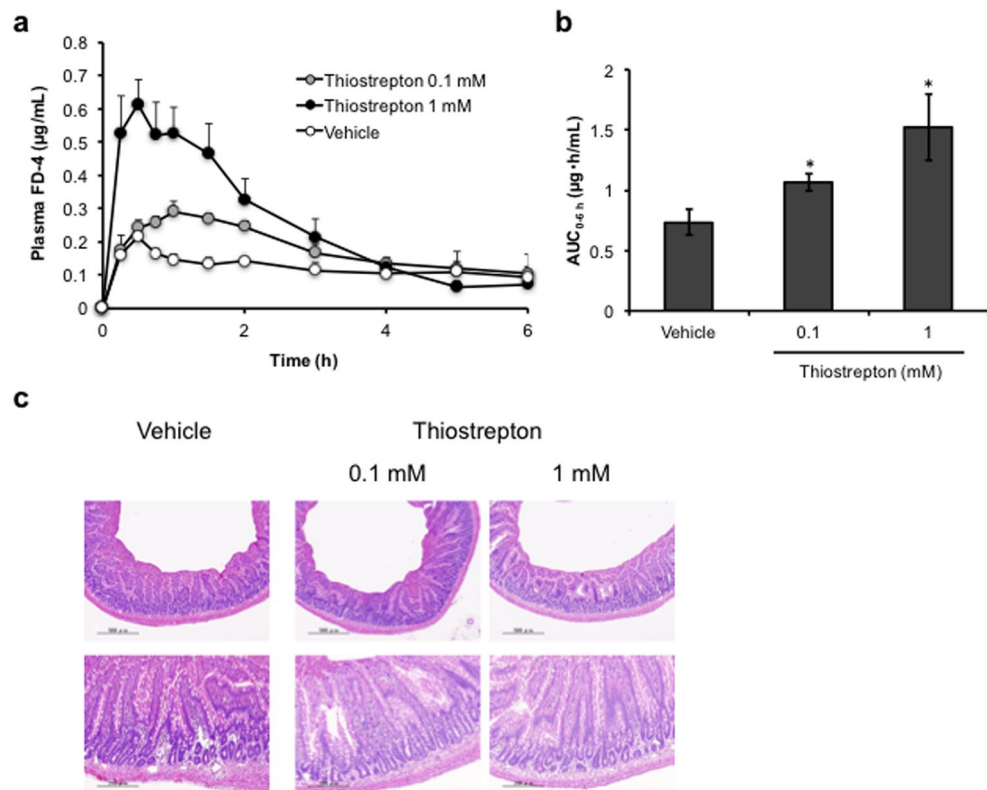 a
0.8
0.7
0.6
0.5
0.4
0.3
0.2
0.1
0
Plasma FD-4 (µg/mL)
Thiostrepton 0.1 mM
Thiostrepton 1 mM
Vehicle
0 2 4 6
Time (h)
b
2
1.5
1
0.5
0
AUC0-6 h (µg·h/mL)
*
*
Vehicle 0.1 1
Thiostrepton (mM)
c
Vehicle Thiostrepton
0.1 mM 1 mM